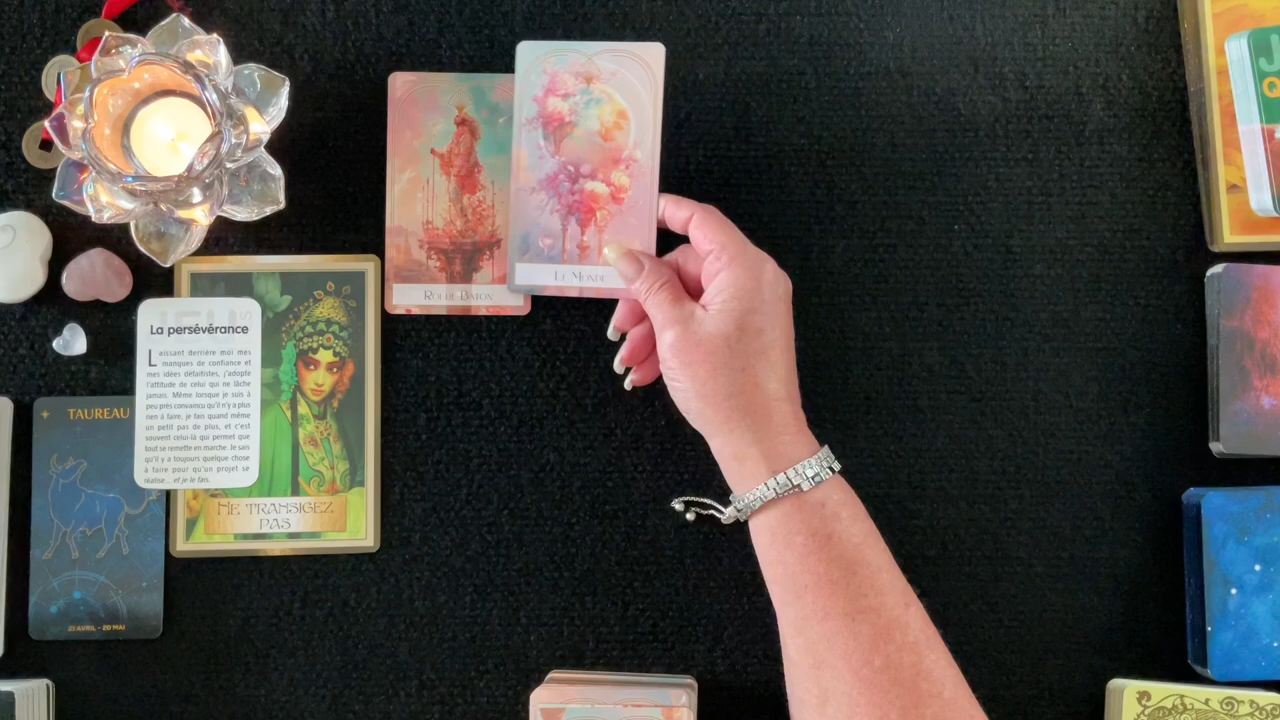 ROI DE BATON
LE MONDE
La persévérance
Laissant derrière moi mes
manques de confiance et
mes idées défaitistes, j'adopte
l'attitude de celui qui ne lâche
jamais. Même lorsque je suis à
peu près convaincu qu'il n'y a plus
rien à faire, je fais quand même
un petit pas de plus, et c'est
souvent celui-là qui permet que
tout se remette en marche. Je sais
qu'il y a toujours quelque chose
à faire pour qu'un projet se
réalise... et je le fais.
TAUREAU
21 AVRIL - 20 MAI
NE TRANSIGEZ
PAS